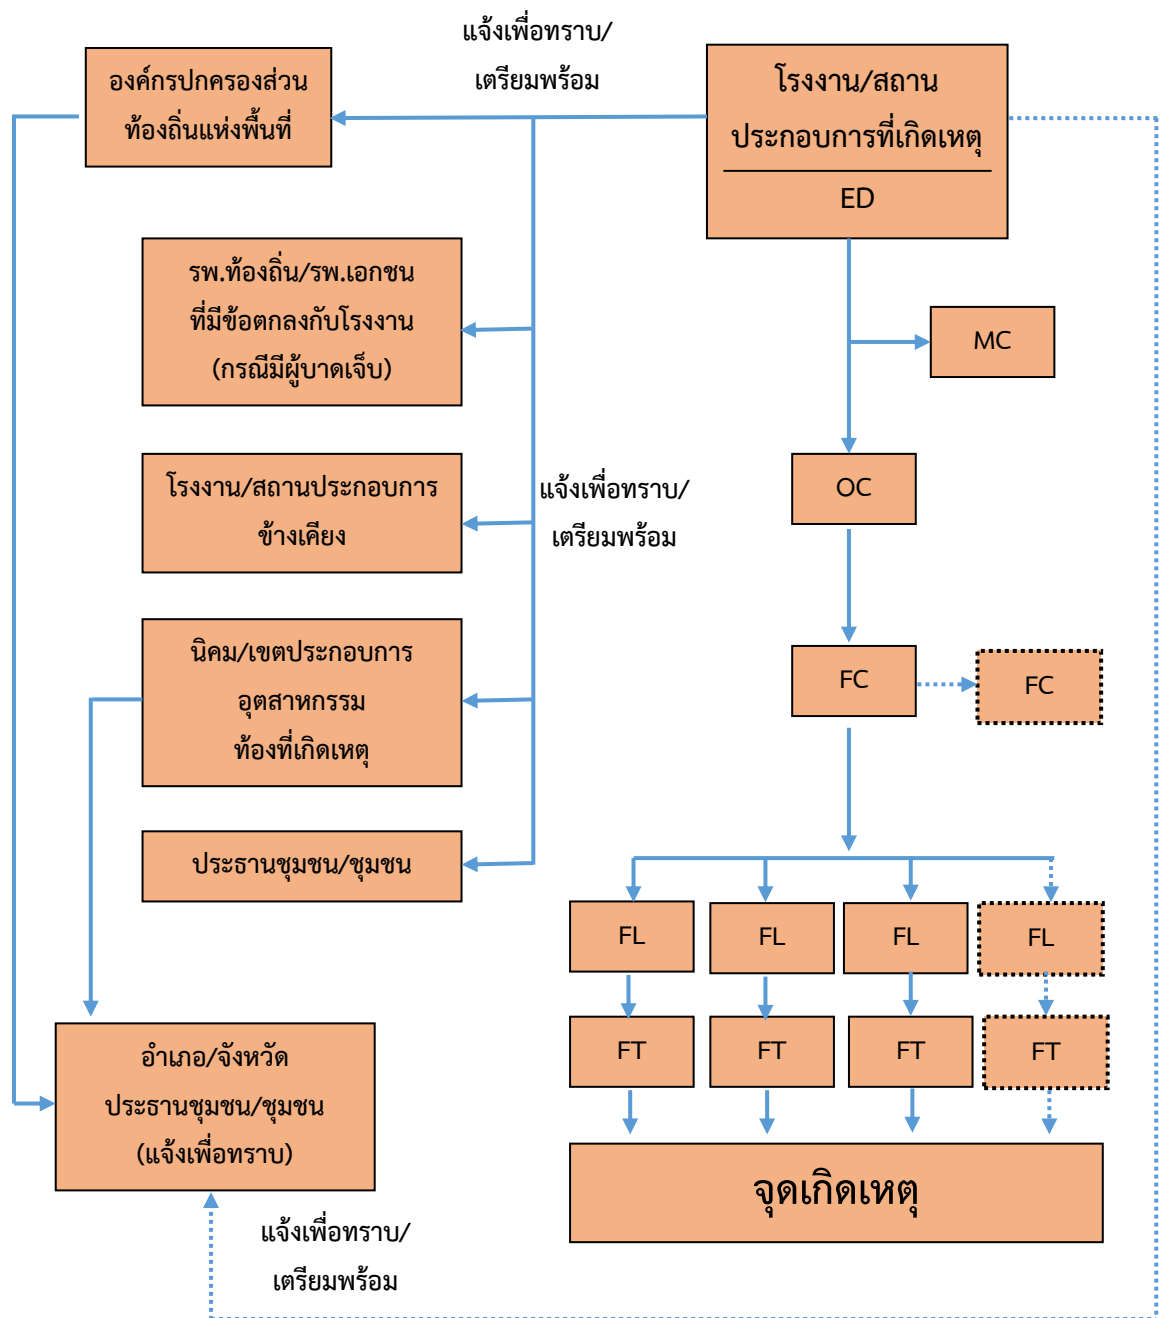 แจ้งเพื่อทราบ/
เตรียมพร้อม
องค์กรปกครองส่วน
ท้องถิ่นแห่งพื้นที่
โรงงาน/สถาน
ประกอบการที่เกิดเหตุ
ED
รพ.ท้องถิ่น/รพ.เอกชน
ที่มีข้อตกลงกับโรงงาน
(กรณีมีผู้บาดเจ็บ)
MC
โรงงาน/สถานประกอบการ
ข้างเคียง
แจ้งเพื่อทราบ/
เตรียมพร้อม
OC
นิคม/เขตประกอบการ
อุตสาหกรรม
ท้องที่เกิดเหตุ
FC
FC
ประธานชุมชน/ชุมชน
FL
FL
FL
FL
FT
FT
FT
FT
อำเภอ/จังหวัด
ประธานชุมชน/ชุมชน
(แจ้งเพื่อทราบ)
จุดเกิดเหตุ
แจ้งเพื่อทราบ/
เตรียมพร้อม